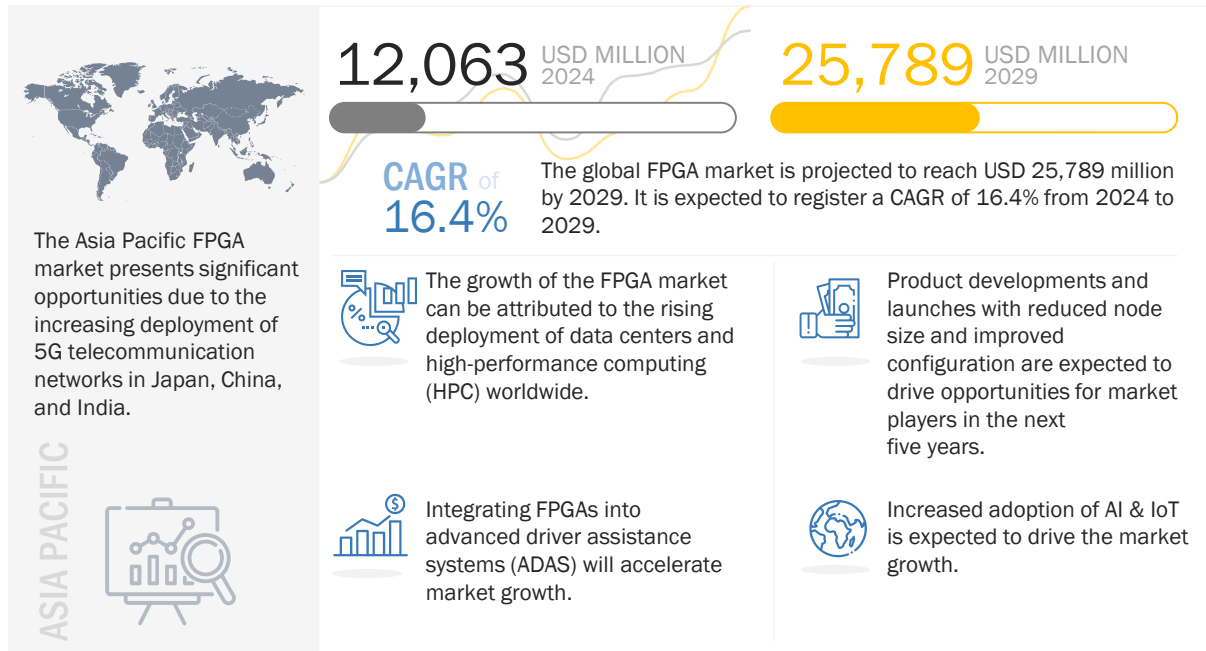 The Asia Pacific FPGA
market presents significant
opportunities due to the
increasing deployment of
5G telecommunication
networks in Japan, China,
and India.
ASIA PACIFIC
12,063
USD MILLION
2024
25,789
USD MILLION
2029
CAGR of
16.4%
The global FPGA market is projected to reach USD 25,789 million
by 2029. It is expected to register a CAGR of 16.4% from 2024 to
2029.
%
The growth of the FPGA market
can be attributed to the rising
deployment of data centers and
high-performance computing
(HPC) worldwide.
Product developments and
launches with reduced node
size and improved
configuration are expected to
drive opportunities for market
players in the next
five years.
$
Integrating FPGAs into
advanced driver assistance
systems (ADAS) will accelerate
market growth.
Increased adoption of AI & IoT
is expected to drive the market
growth.